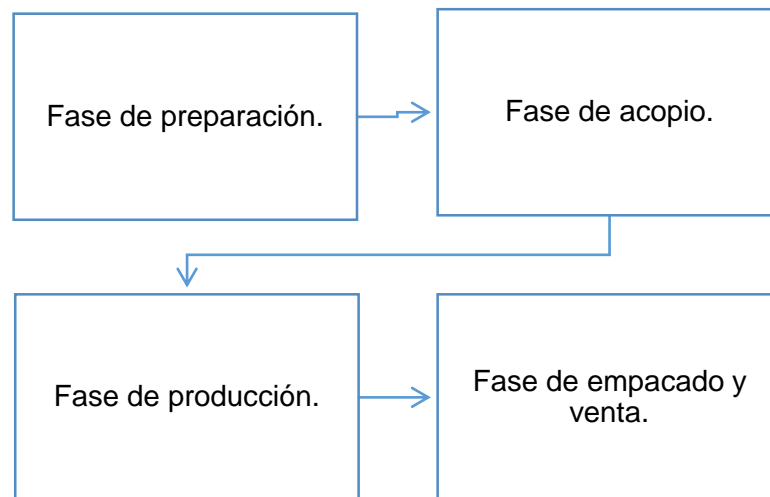 Fase de preparación.
Fase de acopio.
Fase de producción.
Fase de empacado y
venta.